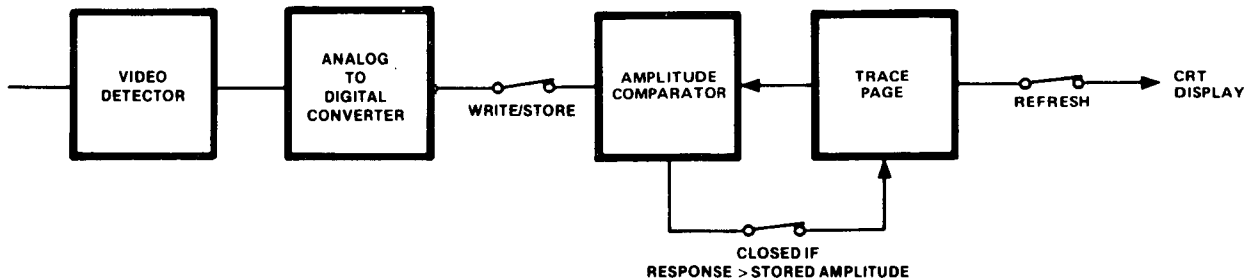 VIDEO
DETECTOR
ANALOG
TO
DIGITAL
CONVERTER
WRITE/STORE
AMPLITUDE
COMPARATOR
TRACE
PAGE
REFRESH
CRT
DISPLAY
CLOSED IF
RESPONSE > STORED AMPLITUDE